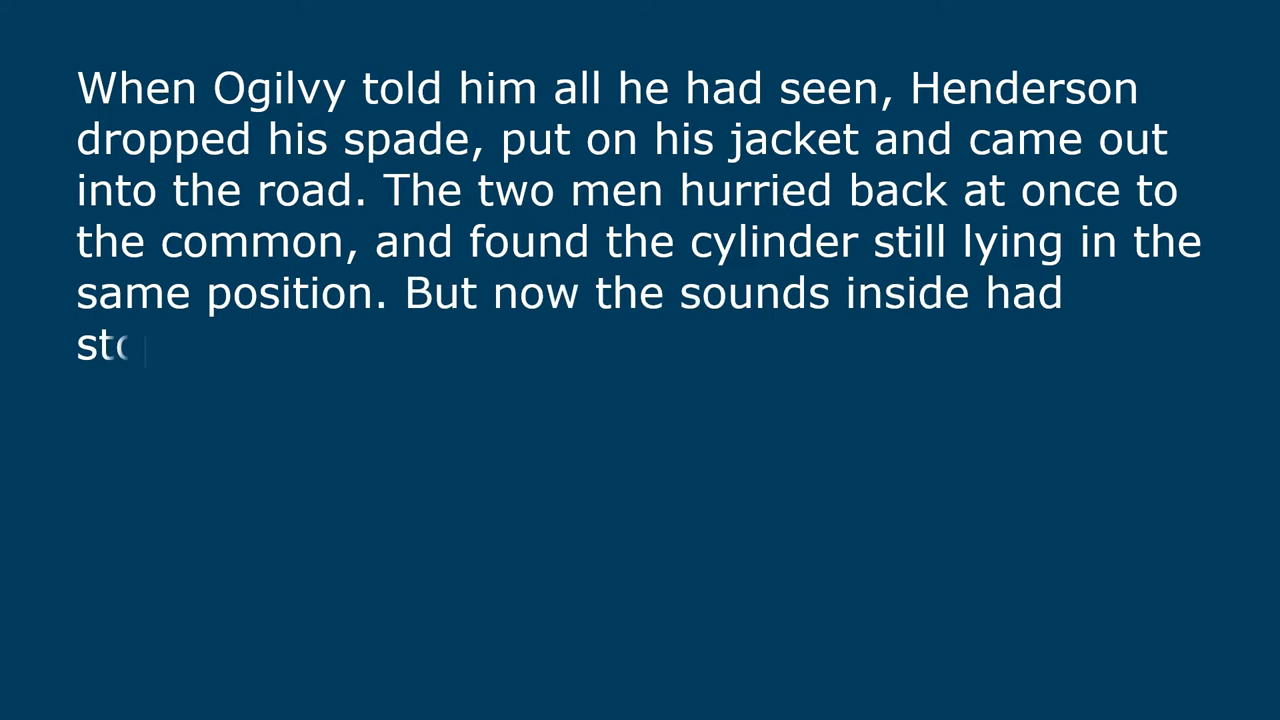 When Ogilvy told him all he had seen, Henderson
dropped his spade, put on his jacket and came out
into the road. The two men hurried back at once to
the common, and found the cylinder still lying in the
same position. But now the sounds inside had